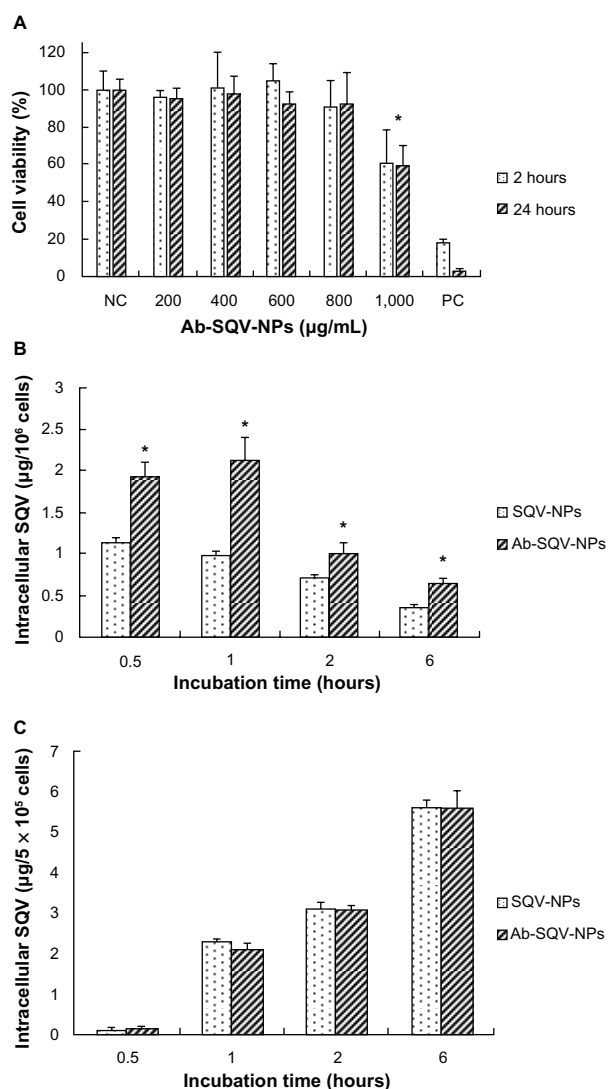 A
Cell viability (%)
120
100
80
60
40
20
0
*
NC 200 400 600 800 1,000 PC
Ab-SQV-NPs (µg/mL)
2 hours
24 hours
B
Intracellular SQV (µg/10⁶ cells)
3
2.5
2
1.5
1
0.5
0
* * * *
0.5 1 2 6
Incubation time (hours)
SQV-NPs
Ab-SQV-NPs
C
Intracellular SQV (µg/5 × 10⁵ cells)
7
6
5
4
3
2
1
0
0.5 1 2 6
Incubation time (hours)
SQV-NPs
Ab-SQV-NPs